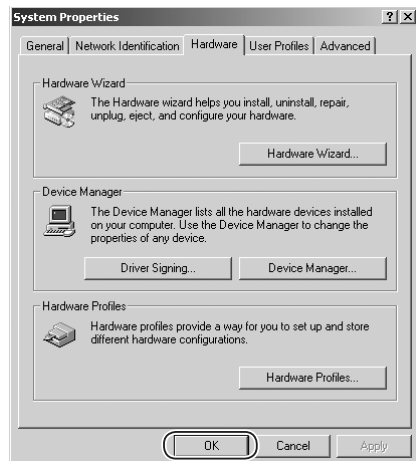 System Properties
General Network Identification Hardware User Profiles Advanced
Hardware Wizard
The Hardware wizard helps you install, uninstall, repair,
unplug, eject, and configure your hardware.
Hardware Wizard...
Device Manager
The Device Manager lists all the hardware devices installed
on your computer. Use the Device Manager to change the
properties of any device.
Driver Signing... Device Manager...
Hardware Profiles
Hardware profiles provide a way for you to set up and store
different hardware configurations.
Hardware Profiles...
OK Cancel Apply